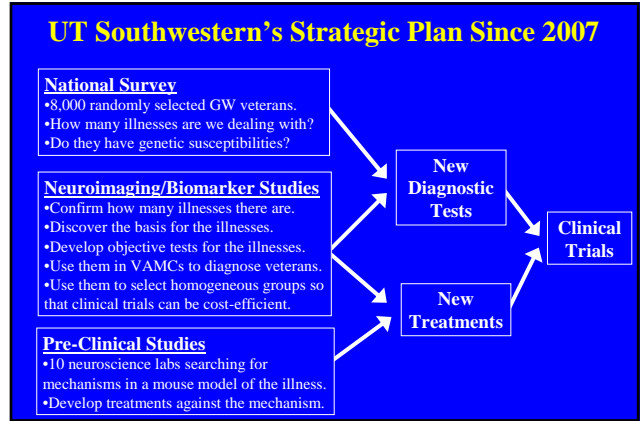 UT Southwestern's Strategic Plan Since 2007
National Survey
•8,000 randomly selected GW veterans.
•How many illnesses are we dealing with?
•Do they have genetic susceptibilities?
Neuroimaging/Biomarker Studies
•Confirm how many illnesses there are.
•Discover the basis for the illnesses.
•Develop objective tests for the illnesses.
•Use them in VAMCs to diagnose veterans.
•Use them to select homogeneous groups so
that clinical trials can be cost-efficient.
Pre-Clinical Studies
•10 neuroscience labs searching for
mechanisms in a mouse model of the illness.
•Develop treatments against the mechanism.
New
Diagnostic
Tests
New
Treatments
Clinical
Trials